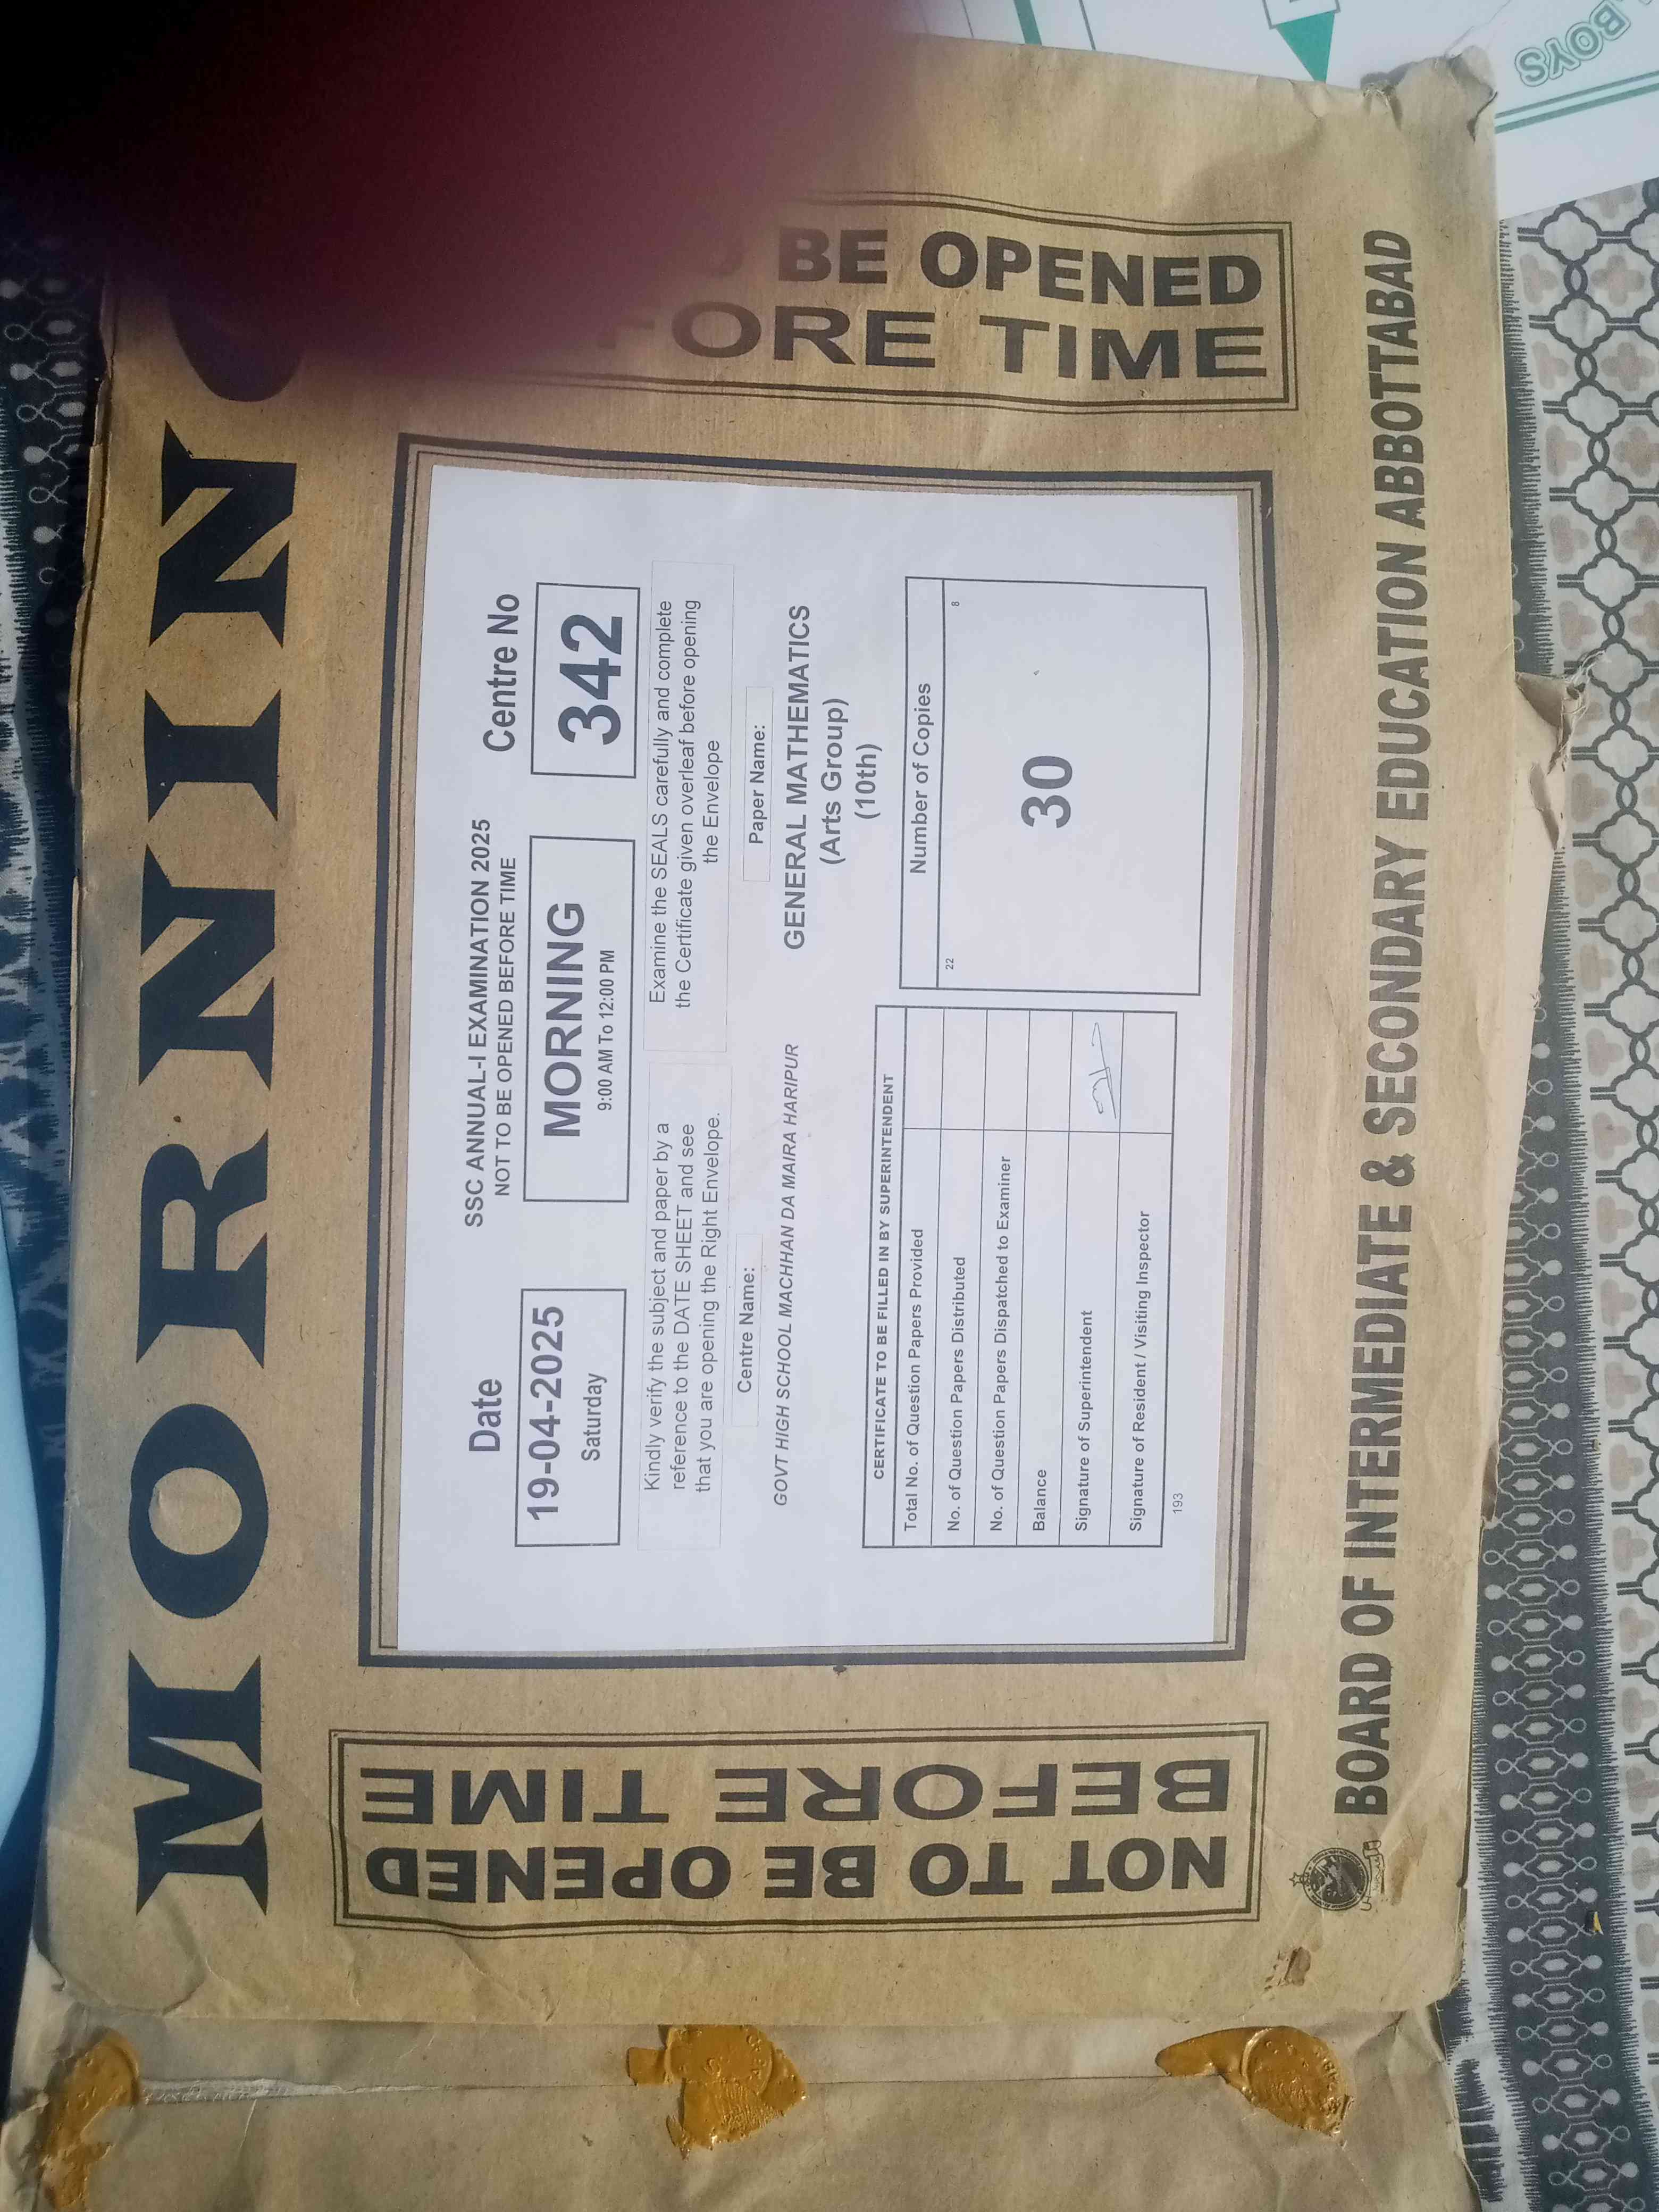 MORNIN
NOT TO BE OPENED
BEFORE TIME
Date
19-04-2025
Saturday
SSC ANNUAL-I EXAMINATION 2025
NOT TO BE OPENED BEFORE TIME
MORNING
9:00 AM To 12:00 PM
Centre No
342
Kindly verify the subject and paper by a
reference to the DATE SHEET and see
that you are opening the Right Envelope.
Examine the SEALS carefully and complete
the Certificate given overleaf before opening
the Envelope
Centre Name:
GOVT HIGH SCHOOL MACHHAN DA MAIRA HARIPUR
Paper Name:
GENERAL MATHEMATICS
(Arts Group)
(10th)
CERTIFICATE TO BE FILLED IN BY SUPERINTENDENT
Total No. of Question Papers Provided
No. of Question Papers Distributed
No. of Question Papers Dispatched to Examiner
Balance
Signature of Superintendent
Signature of Resident / Visiting Inspector
193
Number of Copies
22 8
30
BE OPENED
ORE TIME
BOARD OF INTERMEDIATE & SECONDARY EDUCATION ABBOTTABAD
BOYS